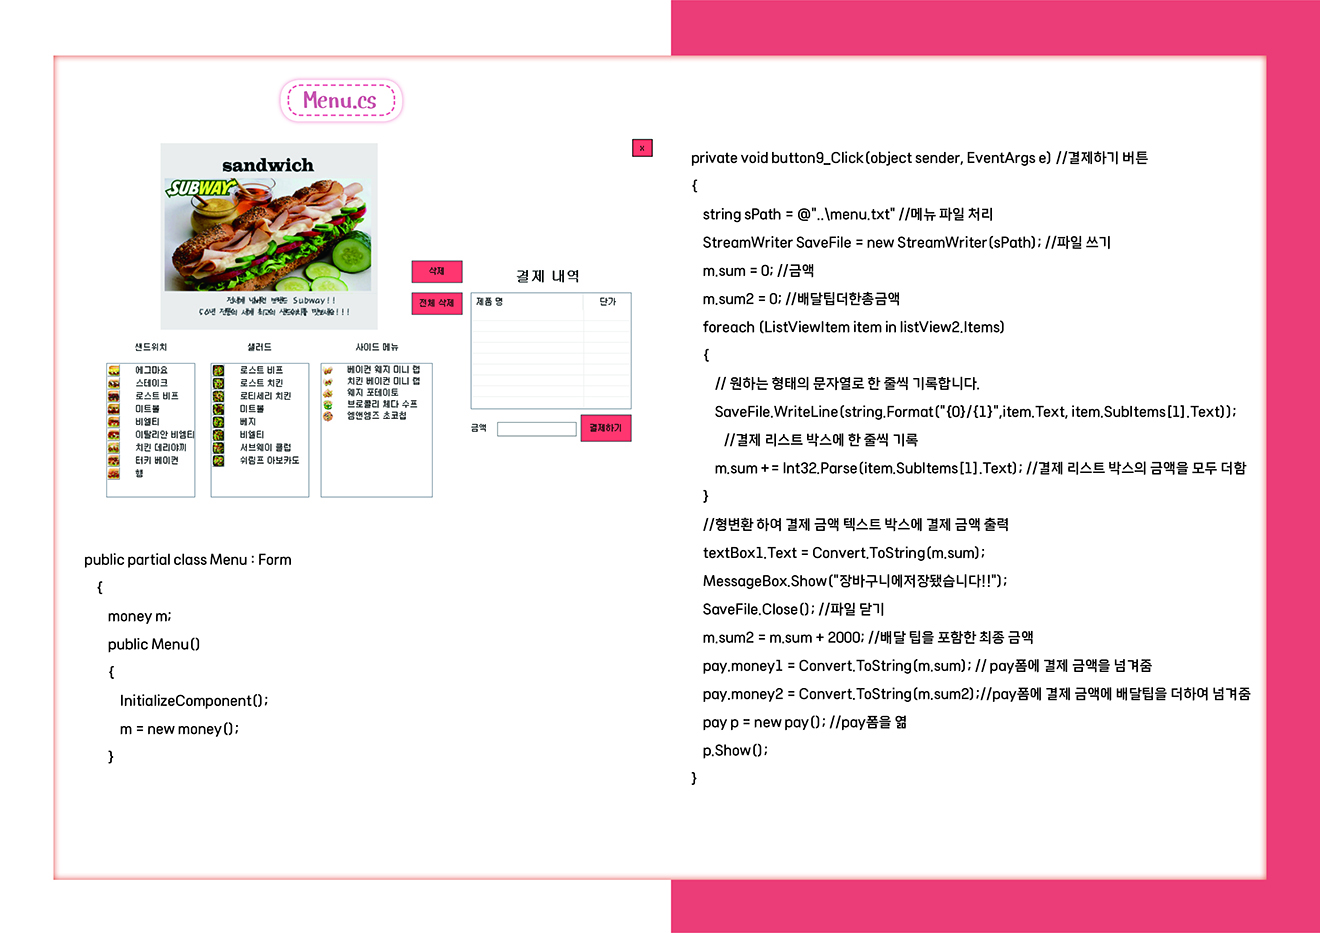 Menu.cs
sandwich
SUBWAY
전세계 Subway!!
전통의 세계 최고의 샌드위치를 맛보세요!!!
x
삭제
전체 삭제
결제 내역
제품 명 단가
금액
결제하기
샌드위치
에그마요
스테이크
로스트 비프
미트볼
비엘티
이탈리안 비엠티
치킨 데리야끼
터키 베이컨
햄
샐러드
로스트 비프
로스트 치킨
로티세리 치킨
미트볼
베지
비엘티
서브웨이 클럽
쉬림프 아보카도
사이드 메뉴
베이컨 웨지 미니 랩
치킨 베이컨 미니 랩
웨지 포테이토
브로콜리 체다 수프
엠앤엠즈 초코칩
public partial class Menu : Form
{
money m;
public Menu()
{
InitializeComponent();
m = new money();
}
private void button9_Click(object sender, EventArgs e) //결제하기 버튼
{
string sPath = @"..\menu.txt" //메뉴 파일 처리
StreamWriter SaveFile = new StreamWriter(sPath); //파일 쓰기
m.sum = 0; //금액
m.sum2 = 0; //배달팁더한총금액
foreach (ListViewItem item in listView2.Items)
{
// 원하는 형태의 문자열로 한 줄씩 기록합니다.
SaveFile.WriteLine(string.Format("{0}/{1}",item.Text, item.SubItems[1].Text));
//결제 리스트 박스에 한 줄씩 기록
m.sum += Int32.Parse(item.SubItems[1].Text); //결제 리스트 박스의 금액을 모두 더함
}
//형변환 하여 결제 금액 텍스트 박스에 결제 금액 출력
textBox1.Text = Convert.ToString(m.sum);
MessageBox.Show("장바구니에저장됐습니다!!");
SaveFile.Close(); //파일 닫기
m.sum2 = m.sum + 2000; //배달 팁을 포함한 최종 금액
pay.money1 = Convert.ToString(m.sum); // pay폼에 결제 금액을 넘겨줌
pay.money2 = Convert.ToString(m.sum2);//pay폼에 결제 금액에 배달팁을 더하여 넘겨줌
pay p = new pay(); //pay폼을 엶
p.Show();
}